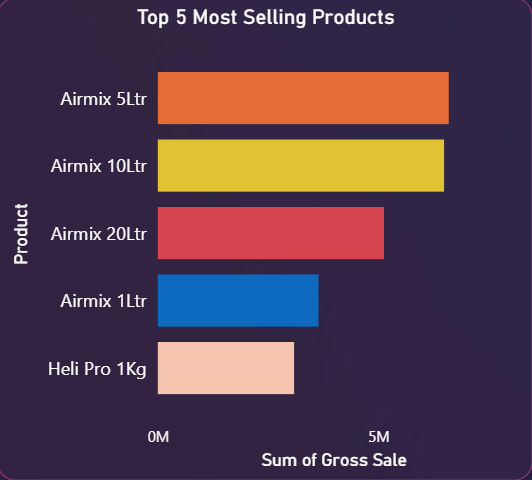 Top 5 Most Selling Products
Product
Airmix 5Ltr
Airmix 10Ltr
Airmix 20Ltr
Airmix 1Ltr
Heli Pro 1Kg
0M 5M
Sum of Gross Sale